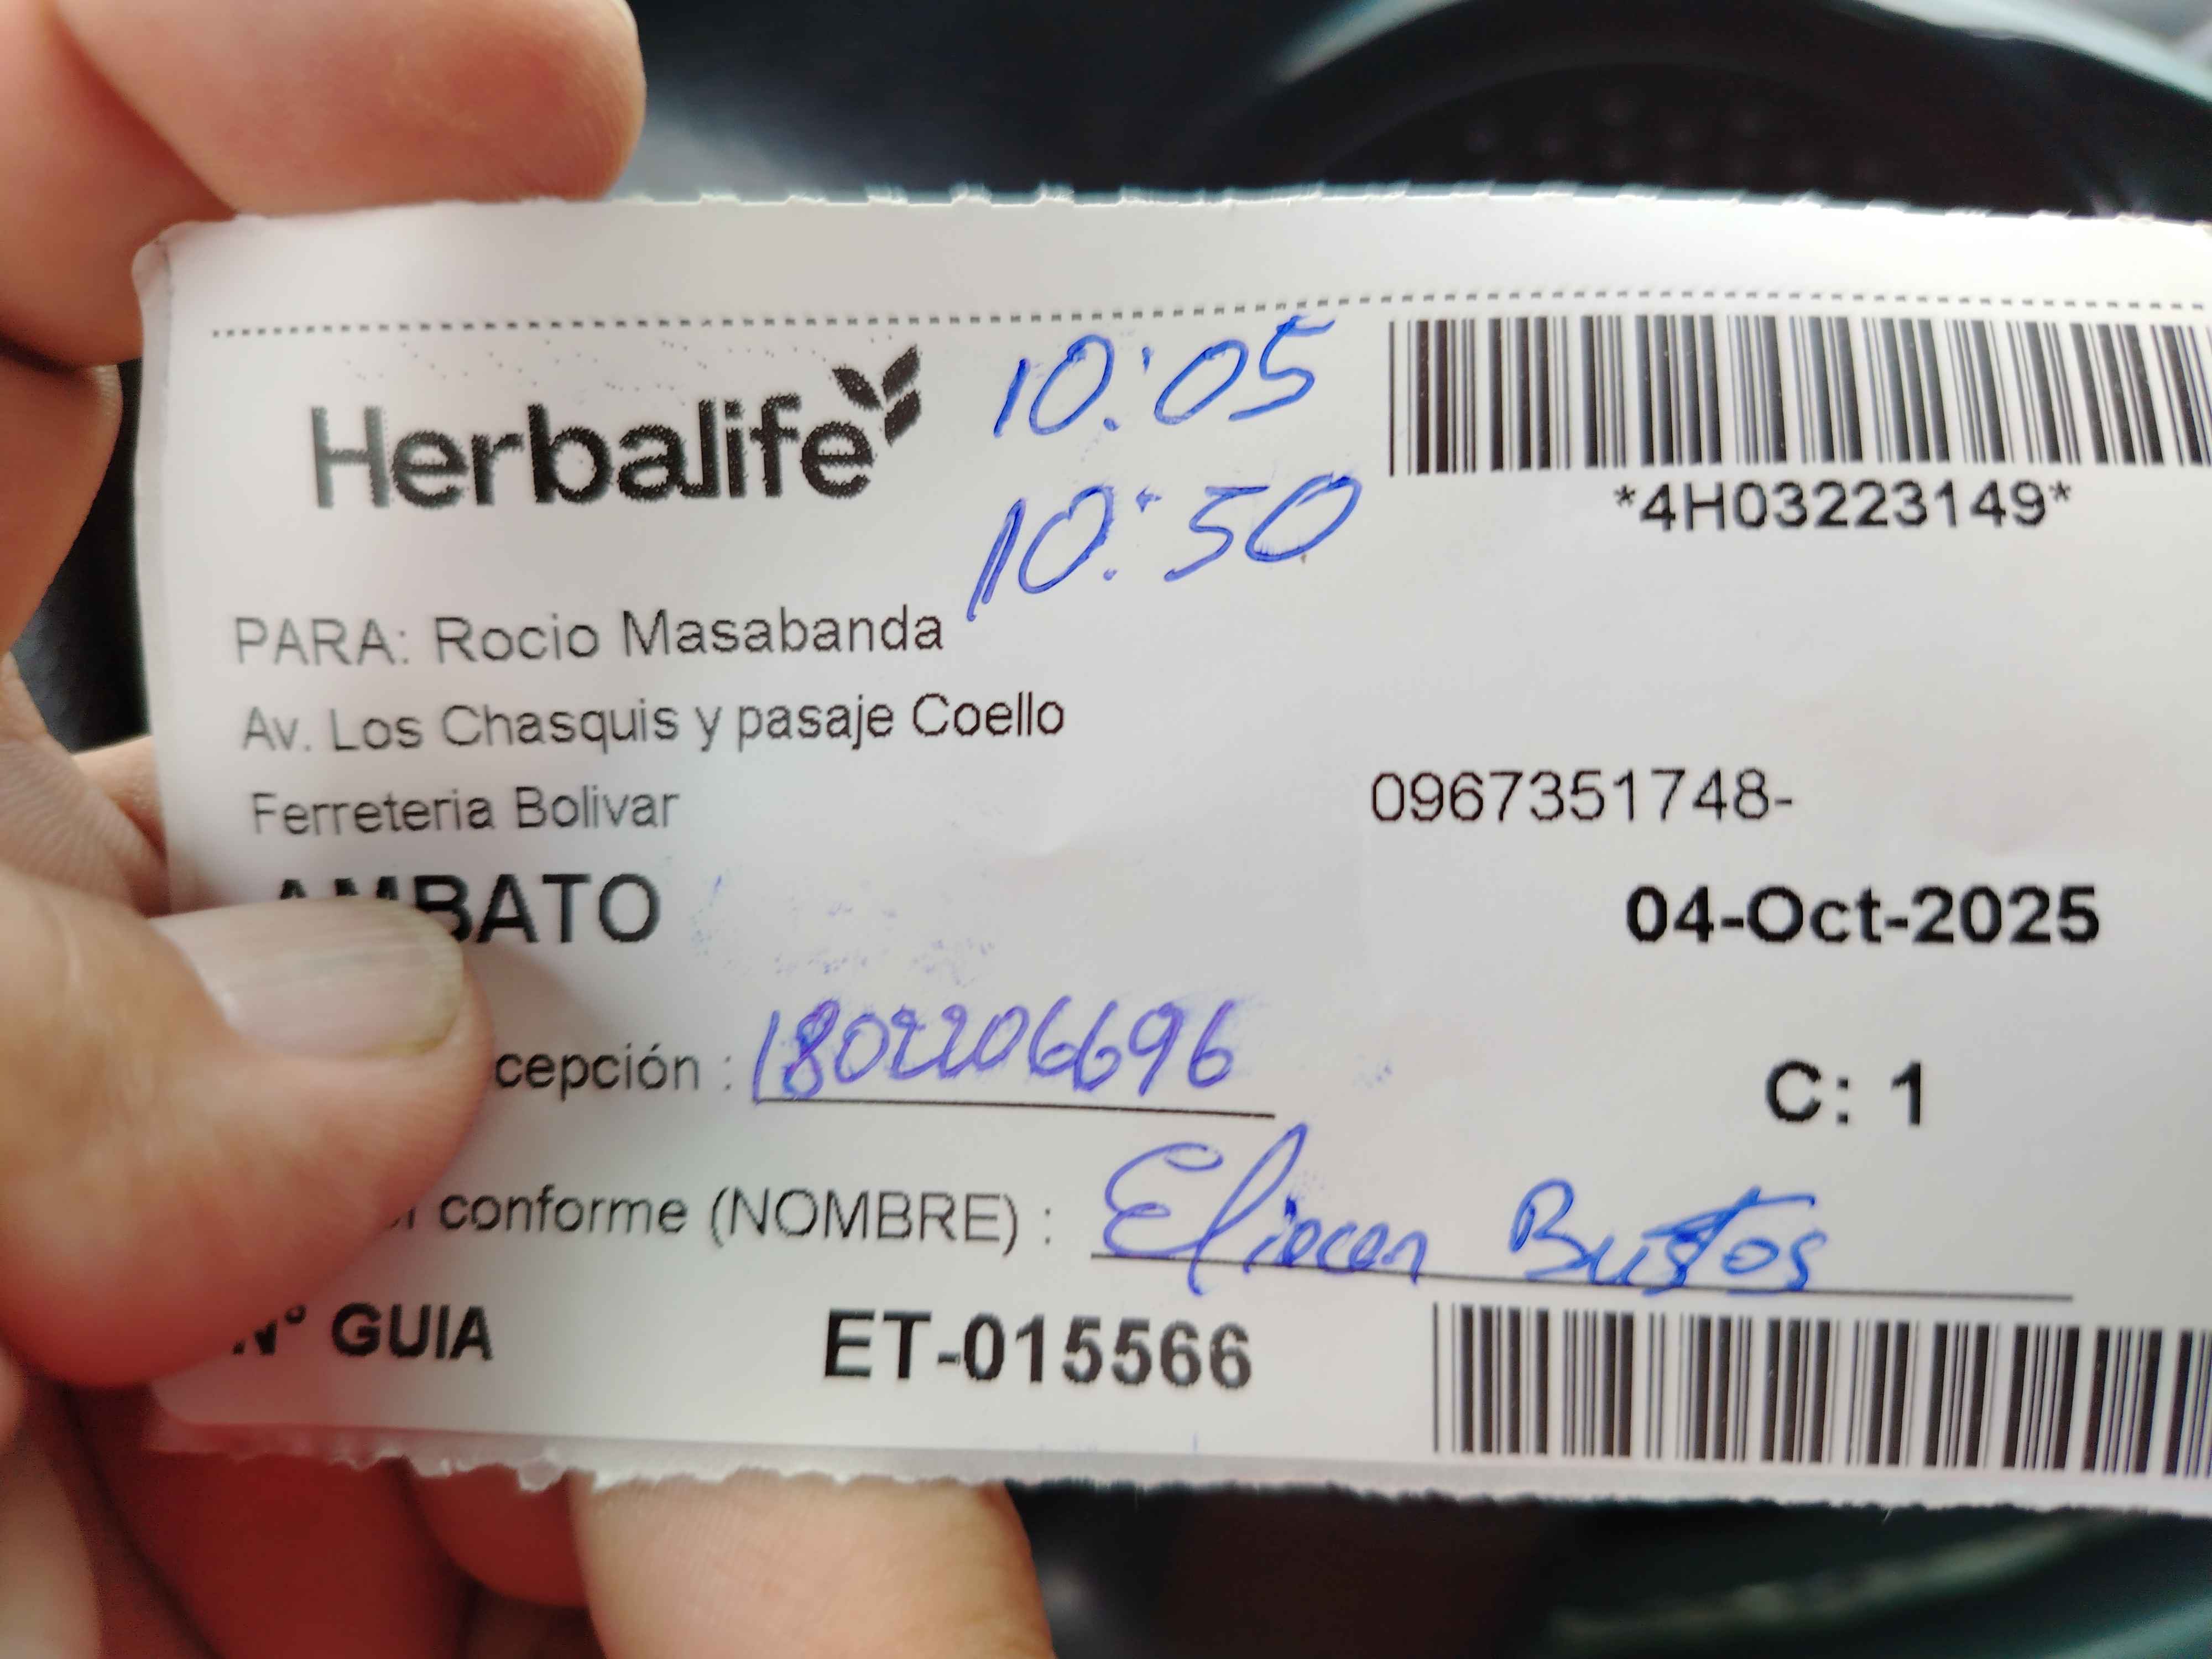 Herbalife
10:05
10:50
*4H03223149*
PARA: Rocio Masabanda
Av. Los Chasquis y pasaje Coello
Ferreteria Bolivar
0967351748-
AMBATO
04-Oct-2025
cepción : 1802206696
C: 1
conforme (NOMBRE) : Eliecer Bustos
N° GUIA ET-015566